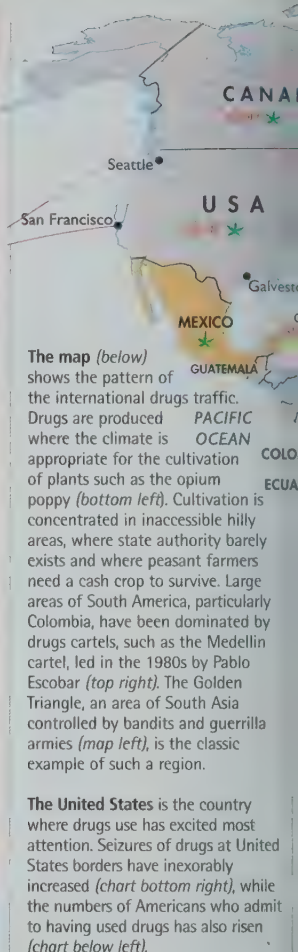 CANA
Seattle
U S A
San Francisco
Galvest
MEXICO
GUATEMALA
PACIFIC
OCEAN
COLO
ECUA
The map (below)
shows the pattern of
the international drugs traffic.
Drugs are produced
where the climate is
appropriate for the cultivation
of plants such as the opium
poppy (bottom left). Cultivation is
concentrated in inaccessible hilly
areas, where state authority barely
exists and where peasant farmers
need a cash crop to survive. Large
areas of South America, particularly
Colombia, have been dominated by
drugs cartels, such as the Medellin
cartel, led in the 1980s by Pablo
Escobar (top right). The Golden
Triangle, an area of South Asia
controlled by bandits and guerrilla
armies (map left), is the classic
example of such a region.
The United States is the country
where drugs use has excited most
attention. Seizures of drugs at United
States borders have inexorably
increased (chart bottom right), while
the numbers of Americans who admit
to having used drugs has also risen
(chart below left).